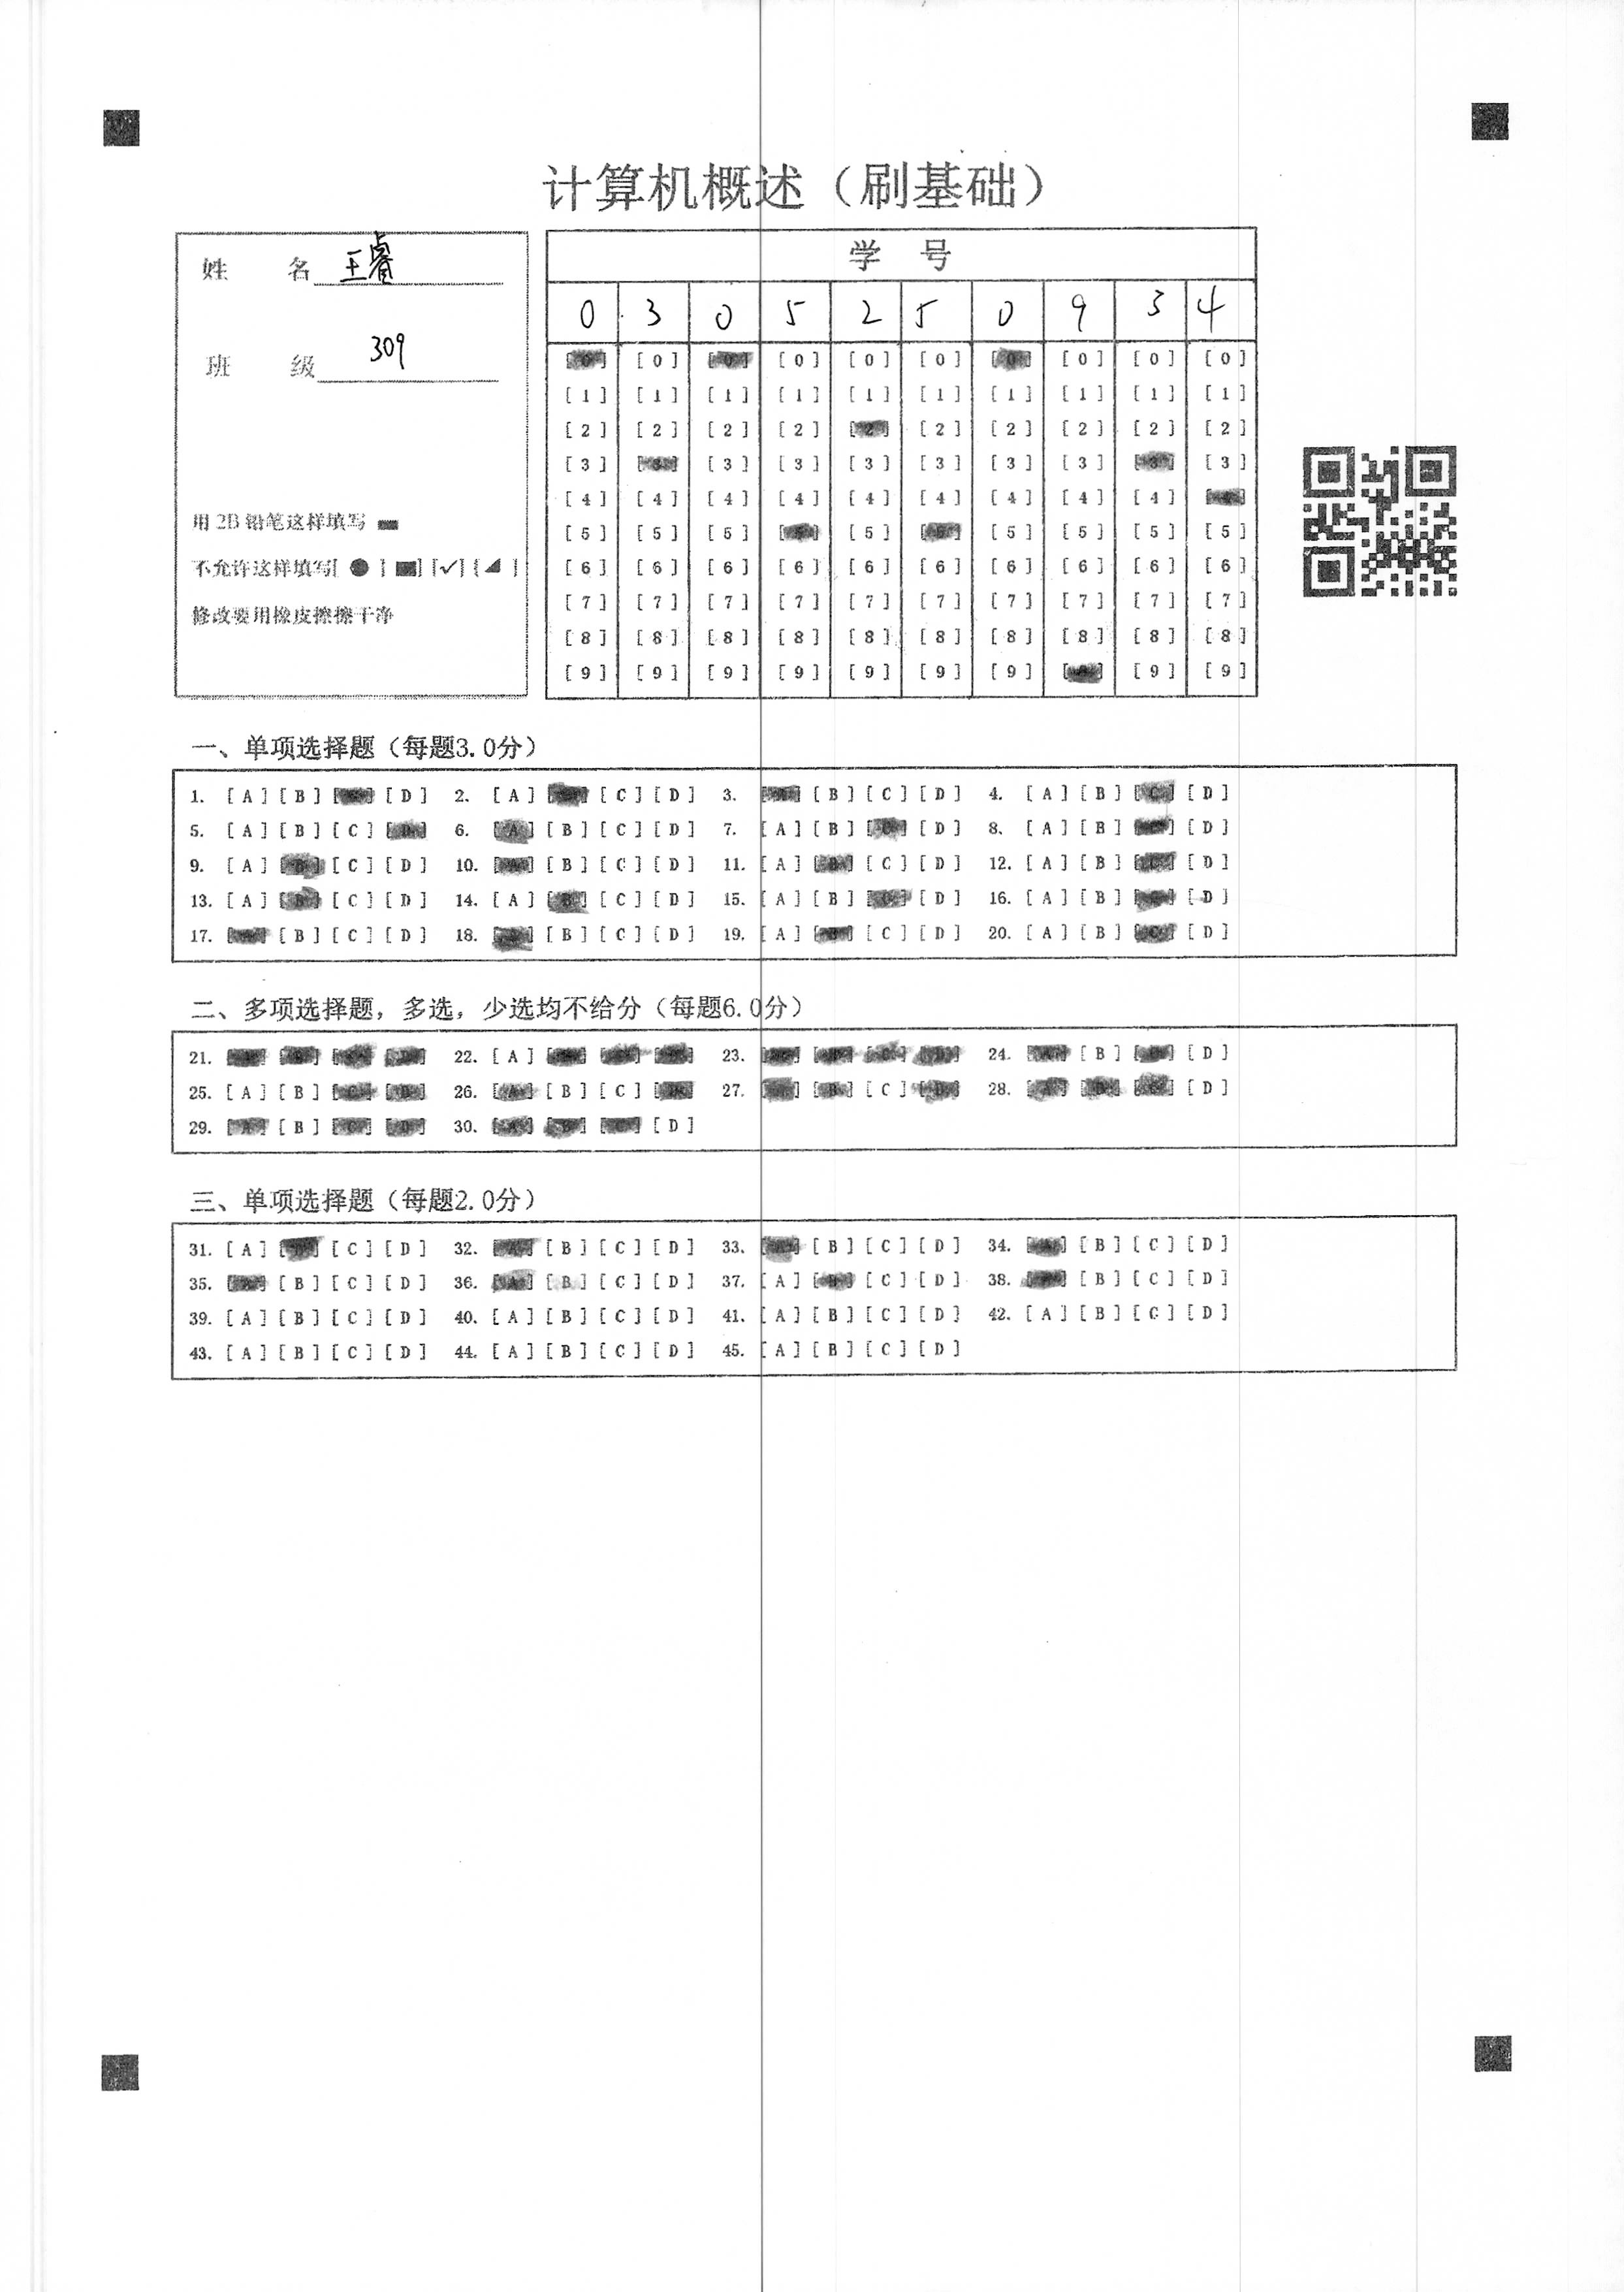 计算机概述（刷基础）
姓 名 王睿
班 级 309
用 2B 铅笔这样填写
不允许这样填写[ ● ] [■] [✓] [◢ ]
修改要用橡皮擦擦干净
学 号
0 3 0 5 2 5 0 9 3 4
[0] [0] [0] [0] [0] [0] [0] [0] [0] [0]
[1] [1] [1] [1] [1] [1] [1] [1] [1] [1]
[2] [2] [2] [2] [2] [2] [2] [2] [2] [2]
[3] [3] [3] [3] [3] [3] [3] [3] [3] [3]
[4] [4] [4] [4] [4] [4] [4] [4] [4] [4]
[5] [5] [5] [5] [5] [5] [5] [5] [5] [5]
[6] [6] [6] [6] [6] [6] [6] [6] [6] [6]
[7] [7] [7] [7] [7] [7] [7] [7] [7] [7]
[8] [8] [8] [8] [8] [8] [8] [8] [8] [8]
[9] [9] [9] [9] [9] [9] [9] [9] [9] [9]
一、单项选择题（每题3.0分）
1. [A] [B] [C] [D] 2. [A] [B] [C] [D] 3. [A] [B] [C] [D] 4. [A] [B] [C] [D]
5. [A] [B] [C] [D] 6. [A] [B] [C] [D] 7. [A] [B] [C] [D] 8. [A] [B] [C] [D]
9. [A] [B] [C] [D] 10. [A] [B] [C] [D] 11. [A] [B] [C] [D] 12. [A] [B] [C] [D]
13. [A] [B] [C] [D] 14. [A] [B] [C] [D] 15. [A] [B] [C] [D] 16. [A] [B] [C] [D]
17. [A] [B] [C] [D] 18. [A] [B] [C] [D] 19. [A] [B] [C] [D] 20. [A] [B] [C] [D]
二、多项选择题，多选，少选均不给分（每题6.0分）
21. [A] [B] [C] [D] 22. [A] [B] [C] [D] 23. [A] [B] [C] [D] 24. [A] [B] [C] [D]
25. [A] [B] [C] [D] 26. [A] [B] [C] [D] 27. [A] [B] [C] [D] 28. [A] [B] [C] [D]
29. [A] [B] [C] [D] 30. [A] [B] [C] [D]
三、单项选择题（每题2.0分）
31. [A] [B] [C] [D] 32. [A] [B] [C] [D] 33. [A] [B] [C] [D] 34. [A] [B] [C] [D]
35. [A] [B] [C] [D] 36. [A] [B] [C] [D] 37. [A] [B] [C] [D] 38. [A] [B] [C] [D]
39. [A] [B] [C] [D] 40. [A] [B] [C] [D] 41. [A] [B] [C] [D] 42. [A] [B] [C] [D]
43. [A] [B] [C] [D] 44. [A] [B] [C] [D] 45. [A] [B] [C] [D]